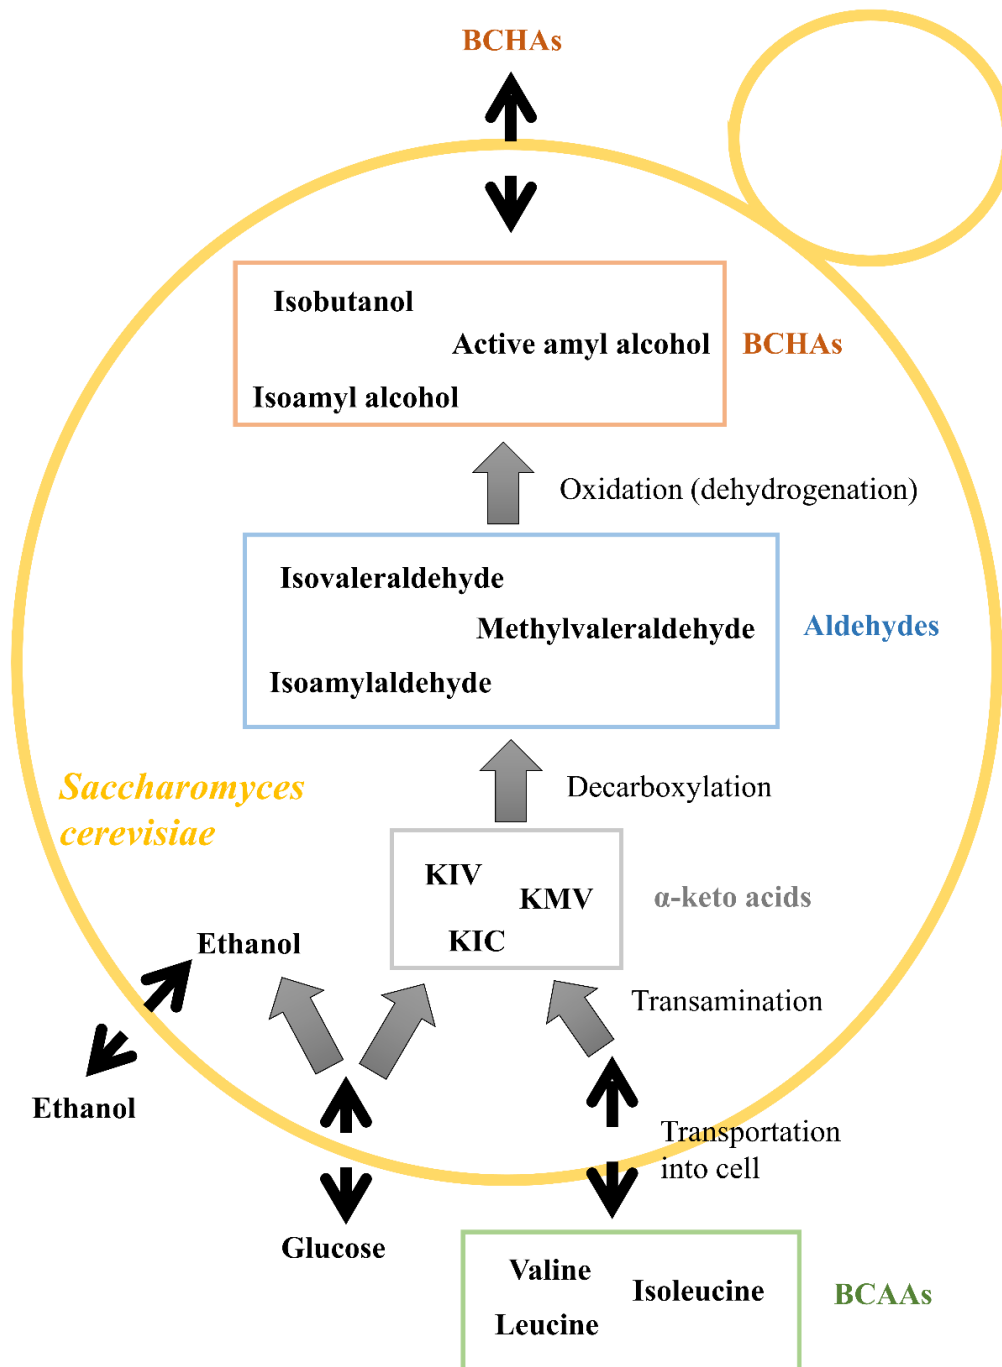 BCHAs
Isobutanol
Active amyl alcohol
BCHAs
Isoamyl alcohol
Oxidation (dehydrogenation)
Isovaleraldehyde
Methylvaleraldehyde
Aldehydes
Isoamylaldehyde
Saccharomyces
cerevisiae
Decarboxylation
KIV
KMV
α-keto acids
KIC
Ethanol
Transamination
Ethanol
Transportation
into cell
Glucose
Valine
Isoleucine
BCAAs
Leucine